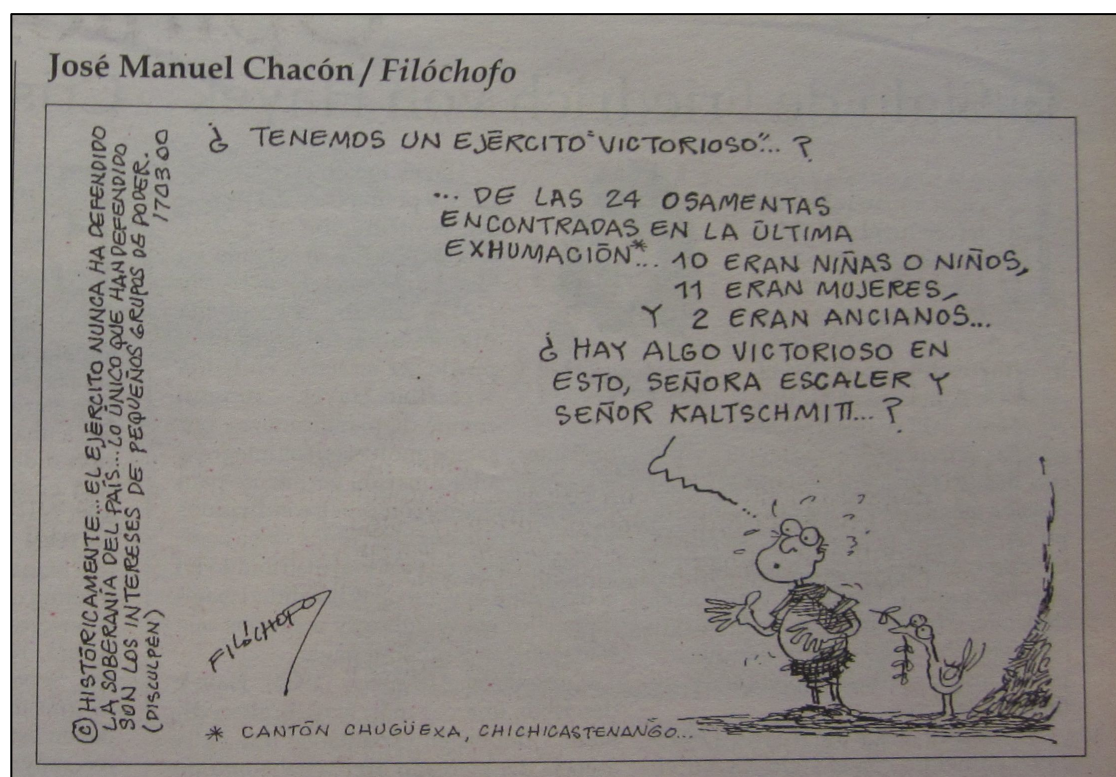 José Manuel Chacón / Filóchofo
© HISTÓRICAMENTE... EL EJÉRCITO NUNCA HA DEFENDIDO
LA SOBERANÍA DEL PAÍS... LO ÚNICO QUE HAN DEFENDIDO
SON LOS INTERESES DE PEQUEÑOS GRUPOS DE PODER.
(DISCULPEN) 170300
¿ TENEMOS UN EJÉRCITO "VICTORIOSO"... ?
... DE LAS 24 OSAMENTAS
ENCONTRADAS EN LA ÚLTIMA
EXHUMACIÓN*... 10 ERAN NIÑAS O NIÑOS,
11 ERAN MUJERES,
Y 2 ERAN ANCIANOS...
¿ HAY ALGO VICTORIOSO EN
ESTO, SEÑORA ESCALER Y
SEÑOR KALTSCHMITT... ?
FILÓCHOFO
* CANTÓN CHUGÜEXA, CHICHICASTENANGO...